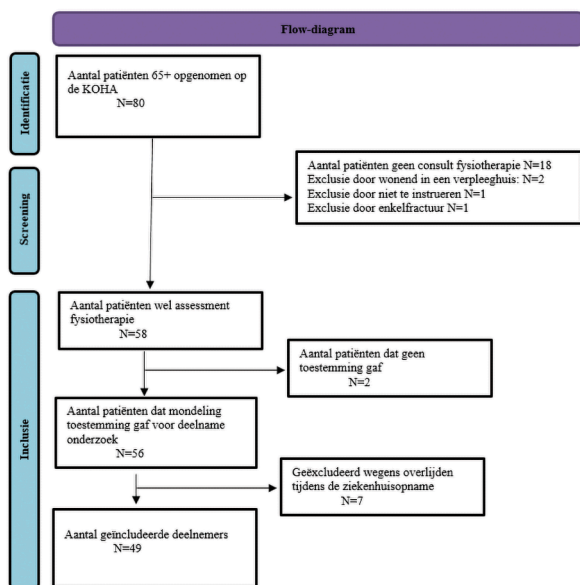 Flow-diagram
Identificatie
Aantal patiënten 65+ opgenomen op
de KOHA
N=80
Screening
Aantal patiënten geen consult fysiotherapie N=18
Exclusie door wonend in een verpleeghuis: N=2
Exclusie door niet te instrueren N=1
Exclusie door enkelfractuur N=1
Inclusie
Aantal patiënten wel assessment
fysiotherapie
N=58
Aantal patiënten dat geen
toestemming gaf
N=2
Aantal patiënten dat mondeling
toestemming gaf voor deelname
onderzoek
N=56
Geëxcludeerd wegens overlijden
tijdens de ziekenhuisopname
N=7
Aantal geïncludeerde deelnemers
N=49